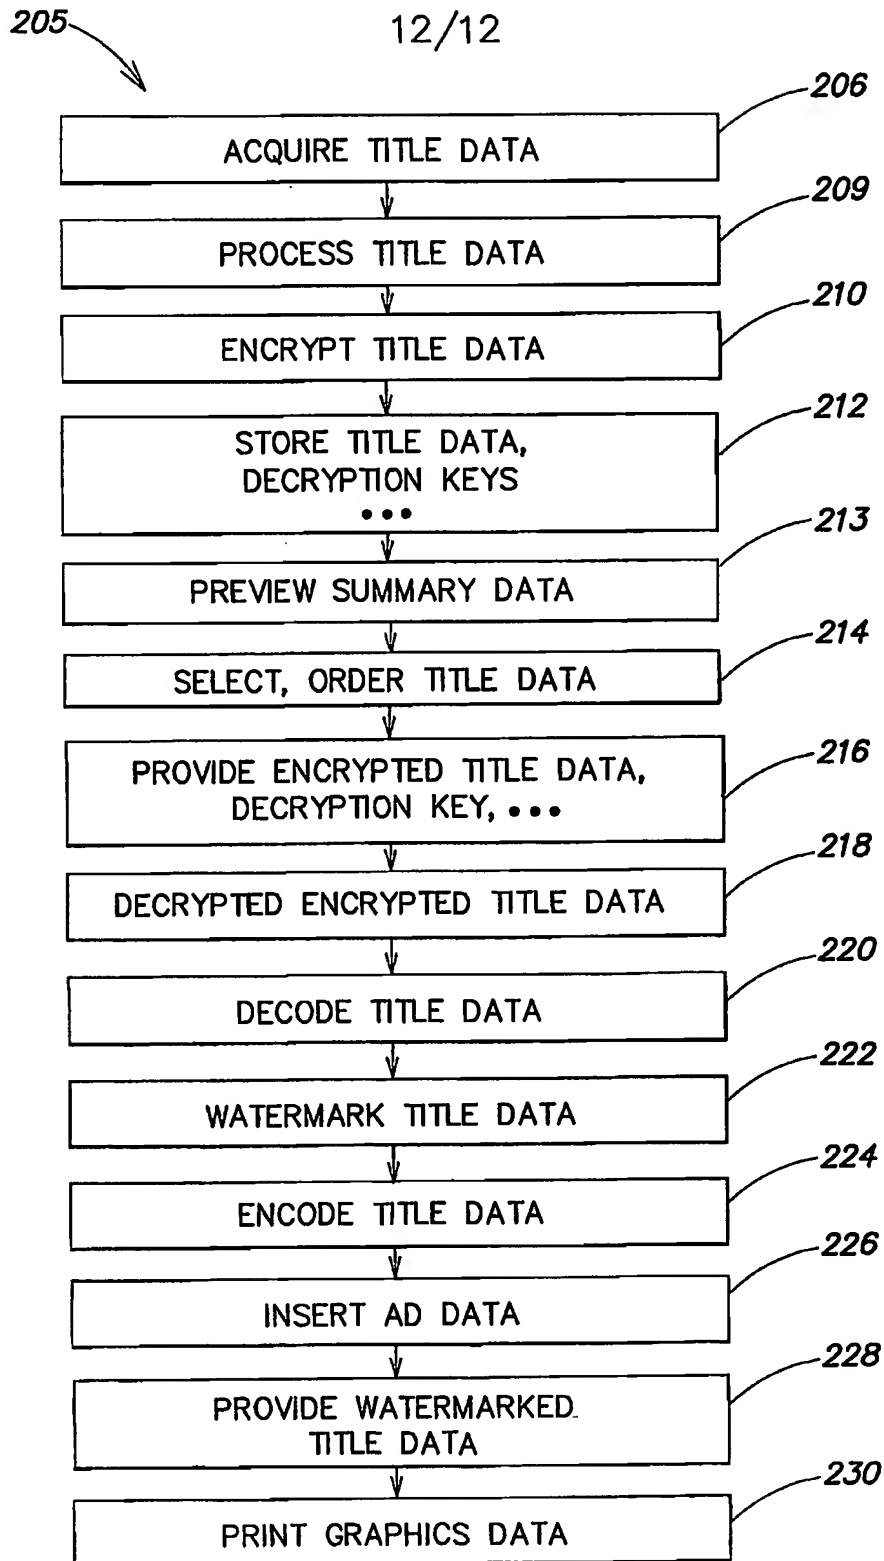 205
12/12
206
ACQUIRE TITLE DATA
209
PROCESS TITLE DATA
210
ENCRYPT TITLE DATA
212
STORE TITLE DATA,
DECRYPTION KEYS
•••
213
PREVIEW SUMMARY DATA
214
SELECT, ORDER TITLE DATA
216
PROVIDE ENCRYPTED TITLE DATA,
DECRYPTION KEY, •••
218
DECRYPTED ENCRYPTED TITLE DATA
220
DECODE TITLE DATA
222
WATERMARK TITLE DATA
224
ENCODE TITLE DATA
226
INSERT AD DATA
228
PROVIDE WATERMARKED
TITLE DATA
230
PRINT GRAPHICS DATA